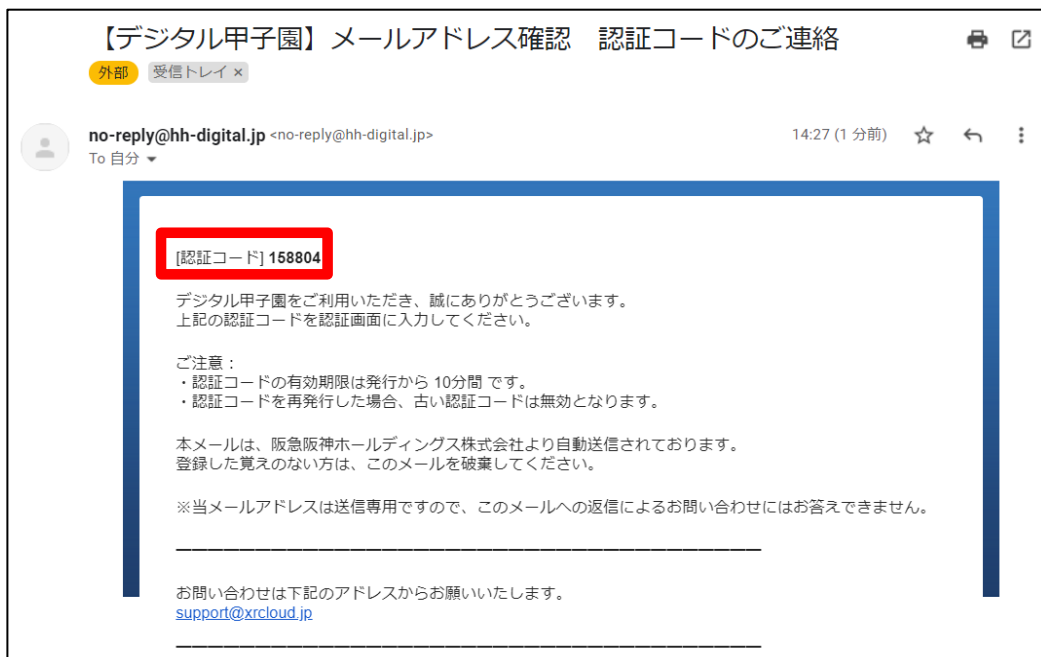 【デジタル甲子園】メールアドレス確認　認証コードのご連絡
外部 受信トレイ ×
no-reply@hh-digital.jp <no-reply@hh-digital.jp> 14:27 (1 分前)
To 自分
[認証コード] 158804
デジタル甲子園をご利用いただき、誠にありがとうございます。
上記の認証コードを認証画面に入力してください。
ご注意：
・認証コードの有効期限は発行から 10分間 です。
・認証コードを再発行した場合、古い認証コードは無効となります。
本メールは、阪急阪神ホールディングス株式会社より自動送信されております。
登録した覚えのない方は、このメールを破棄してください。
※当メールアドレスは送信専用ですので、このメールへの返信によるお問い合わせにはお答えできません。
お問い合わせは下記のアドレスからお願いいたします。
support@xrcloud.jp